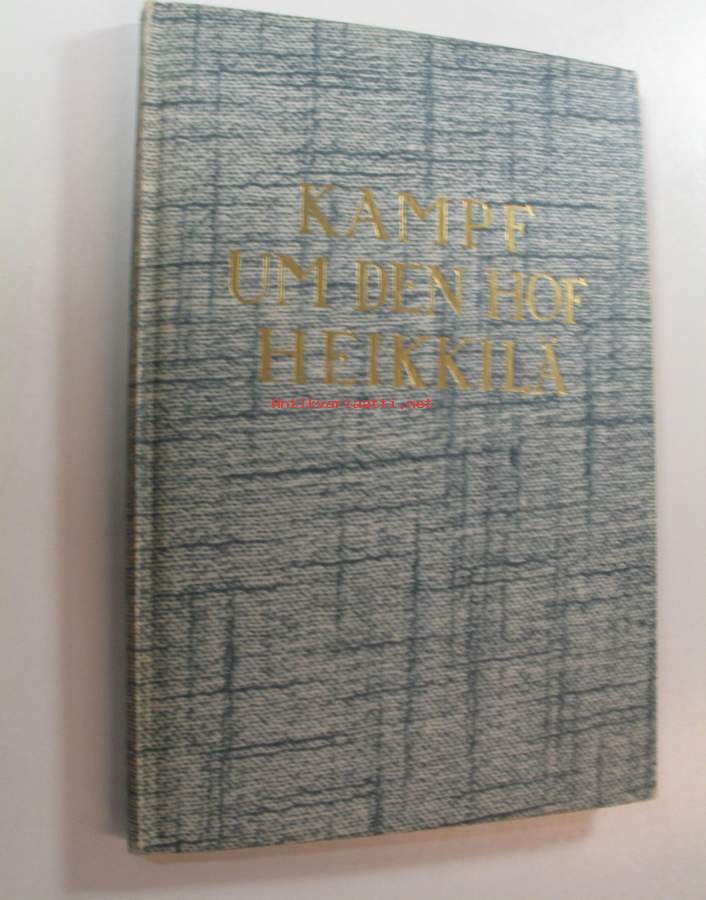 KAMPF
UM DEN HOF
HEIKKILÄ
Antikvariaatti.net